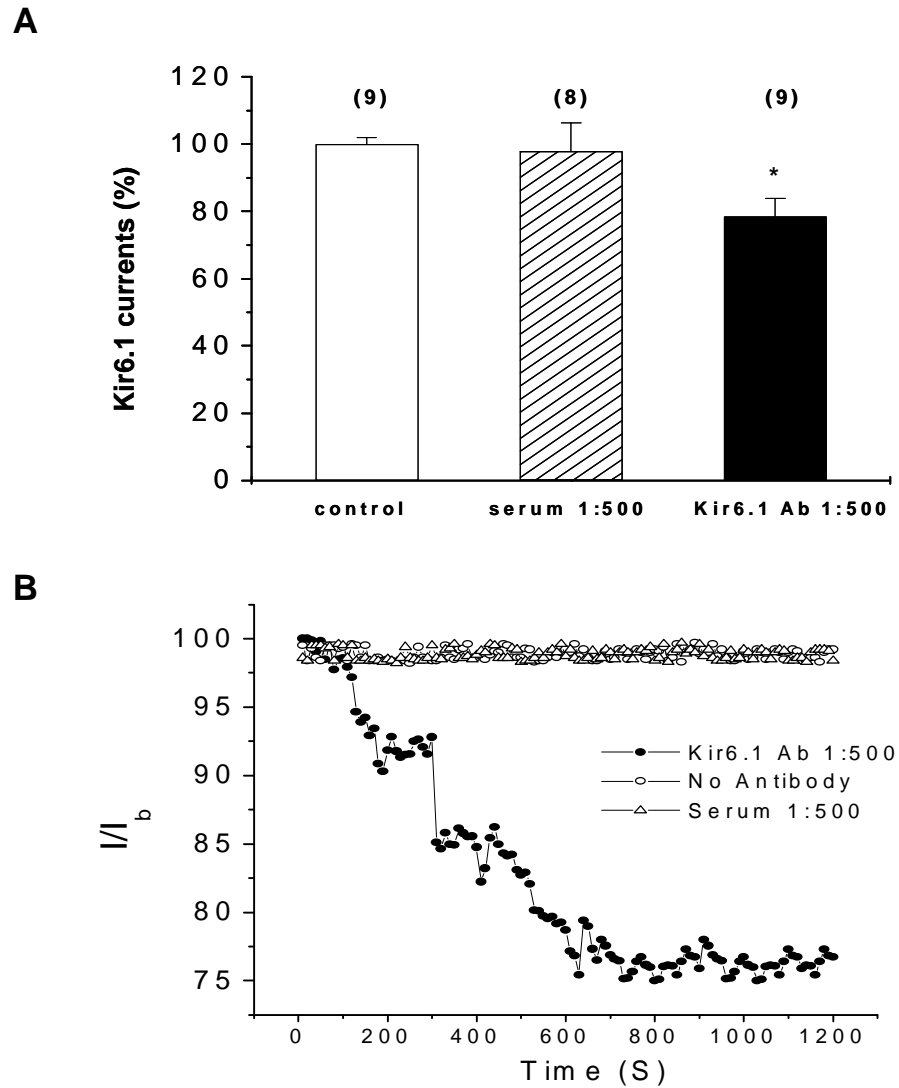 A
Kir6.1 currents (%)
120
100
80
60
40
20
0
(9)
(8)
(9)
*
control
serum 1:500
Kir6.1 Ab 1:500
B
I/I_b
100
95
90
85
80
75
Kir6.1 Ab 1:500
No Antibody
Serum 1:500
0
200
400
600
800
1000
1200
Time (S)